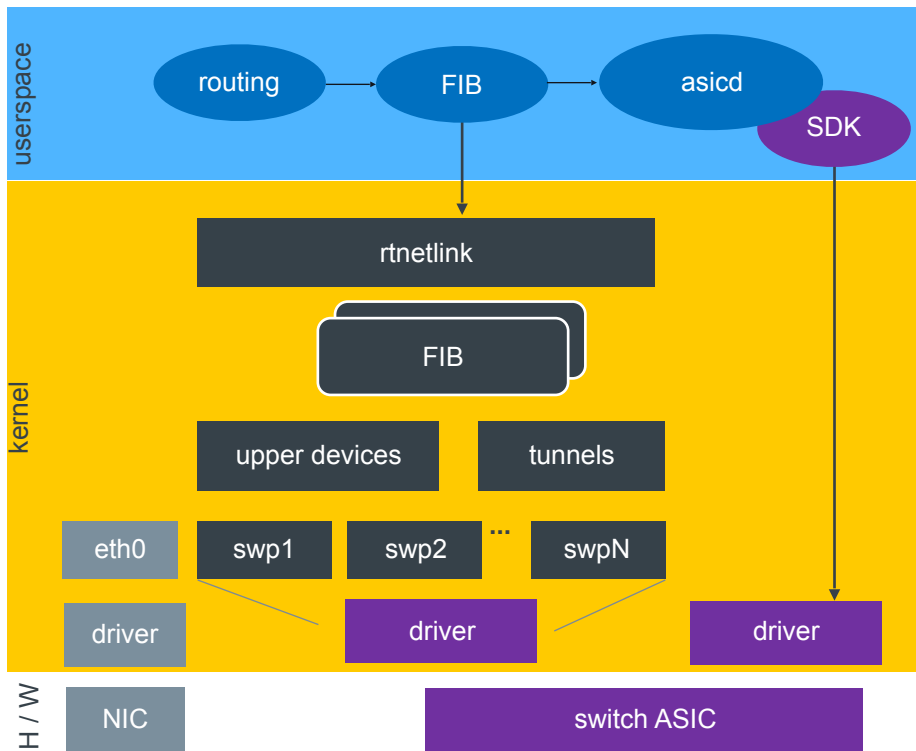 userspace
routing
FIB
asicd
SDK
kernel
rtnetlink
FIB
upper devices
tunnels
eth0
swp1
swp2
...
swpN
driver
driver
driver
H / W
NIC
switch ASIC